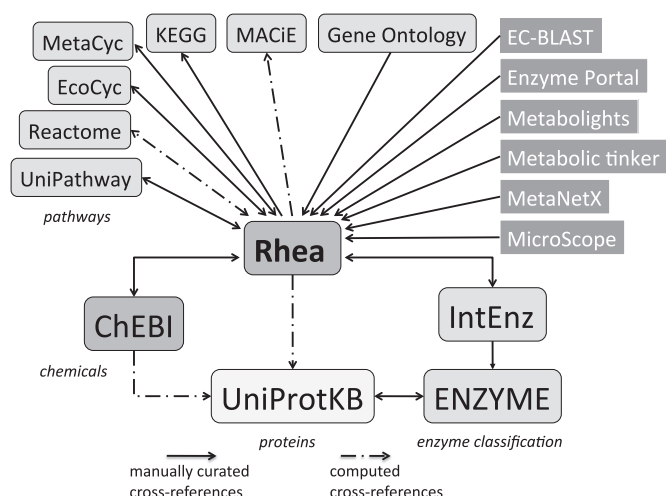 MetaCyc
KEGG
MACiE
Gene Ontology
EC-BLAST
EcoCyc
Enzyme Portal
Reactome
Metabolights
UniPathway
Metabolic tinker
pathways
MetaNetX
Rhea
MicroScope
ChEBI
IntEnz
chemicals
UniProtKB
ENZYME
proteins
enzyme classification
manually curated
cross-references
computed
cross-references